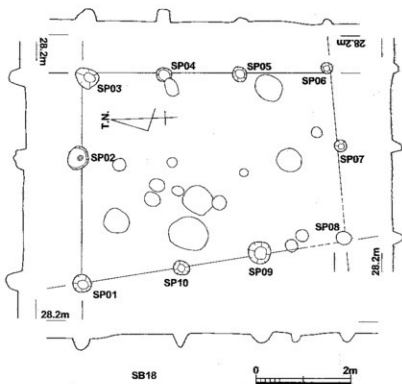 28.2m
28.2m
SP03
SP04
SP05
SP06
T.N.
SP02
SP07
SP08
SP09
SP10
SP01
28.2m
28.2m
SB18
0 2m